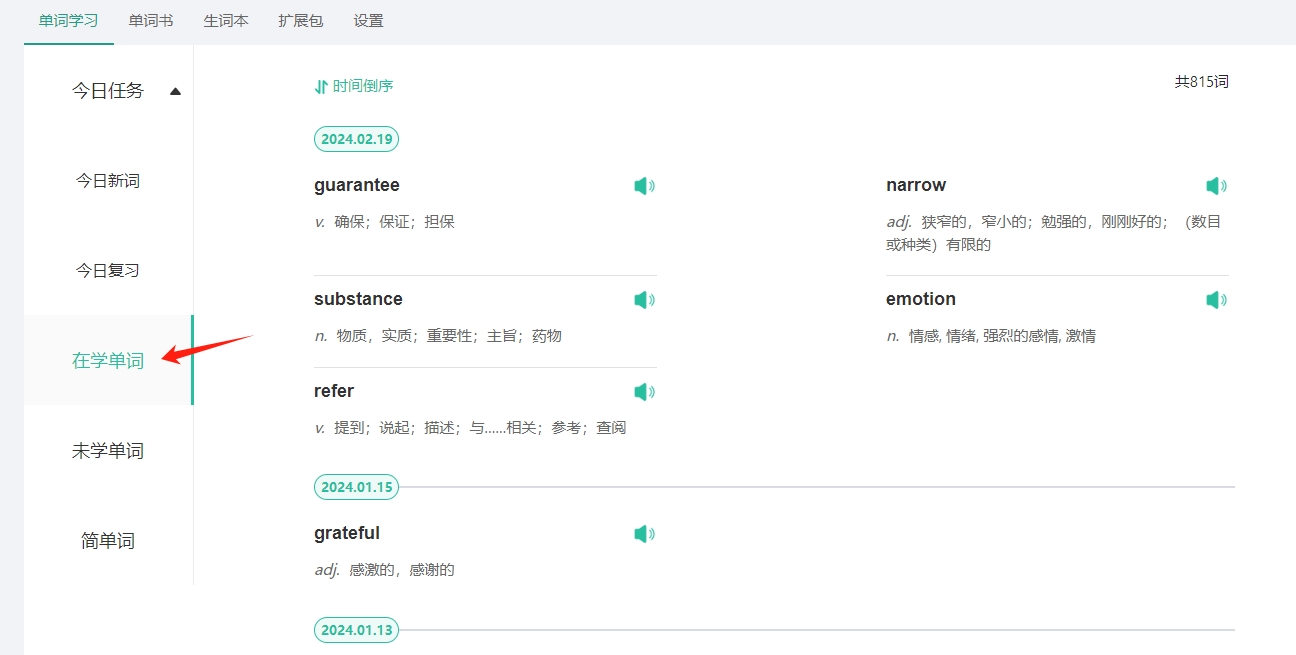 单词学习 单词书 生词本 扩展包 设置
今日任务
今日新词
今日复习
在学单词
未学单词
简单词
时间倒序
共815词
2024.02.19
guarantee
v. 确保；保证；担保
narrow
adj. 狭窄的，窄小的；勉强的，刚刚好的；（数目
或种类）有限的
substance
n. 物质，实质；重要性；主旨；药物
emotion
n. 情感, 情绪, 强烈的感情, 激情
refer
v. 提到；说起；描述；与......相关；参考；查阅
2024.01.15
grateful
adj. 感激的，感谢的
2024.01.13